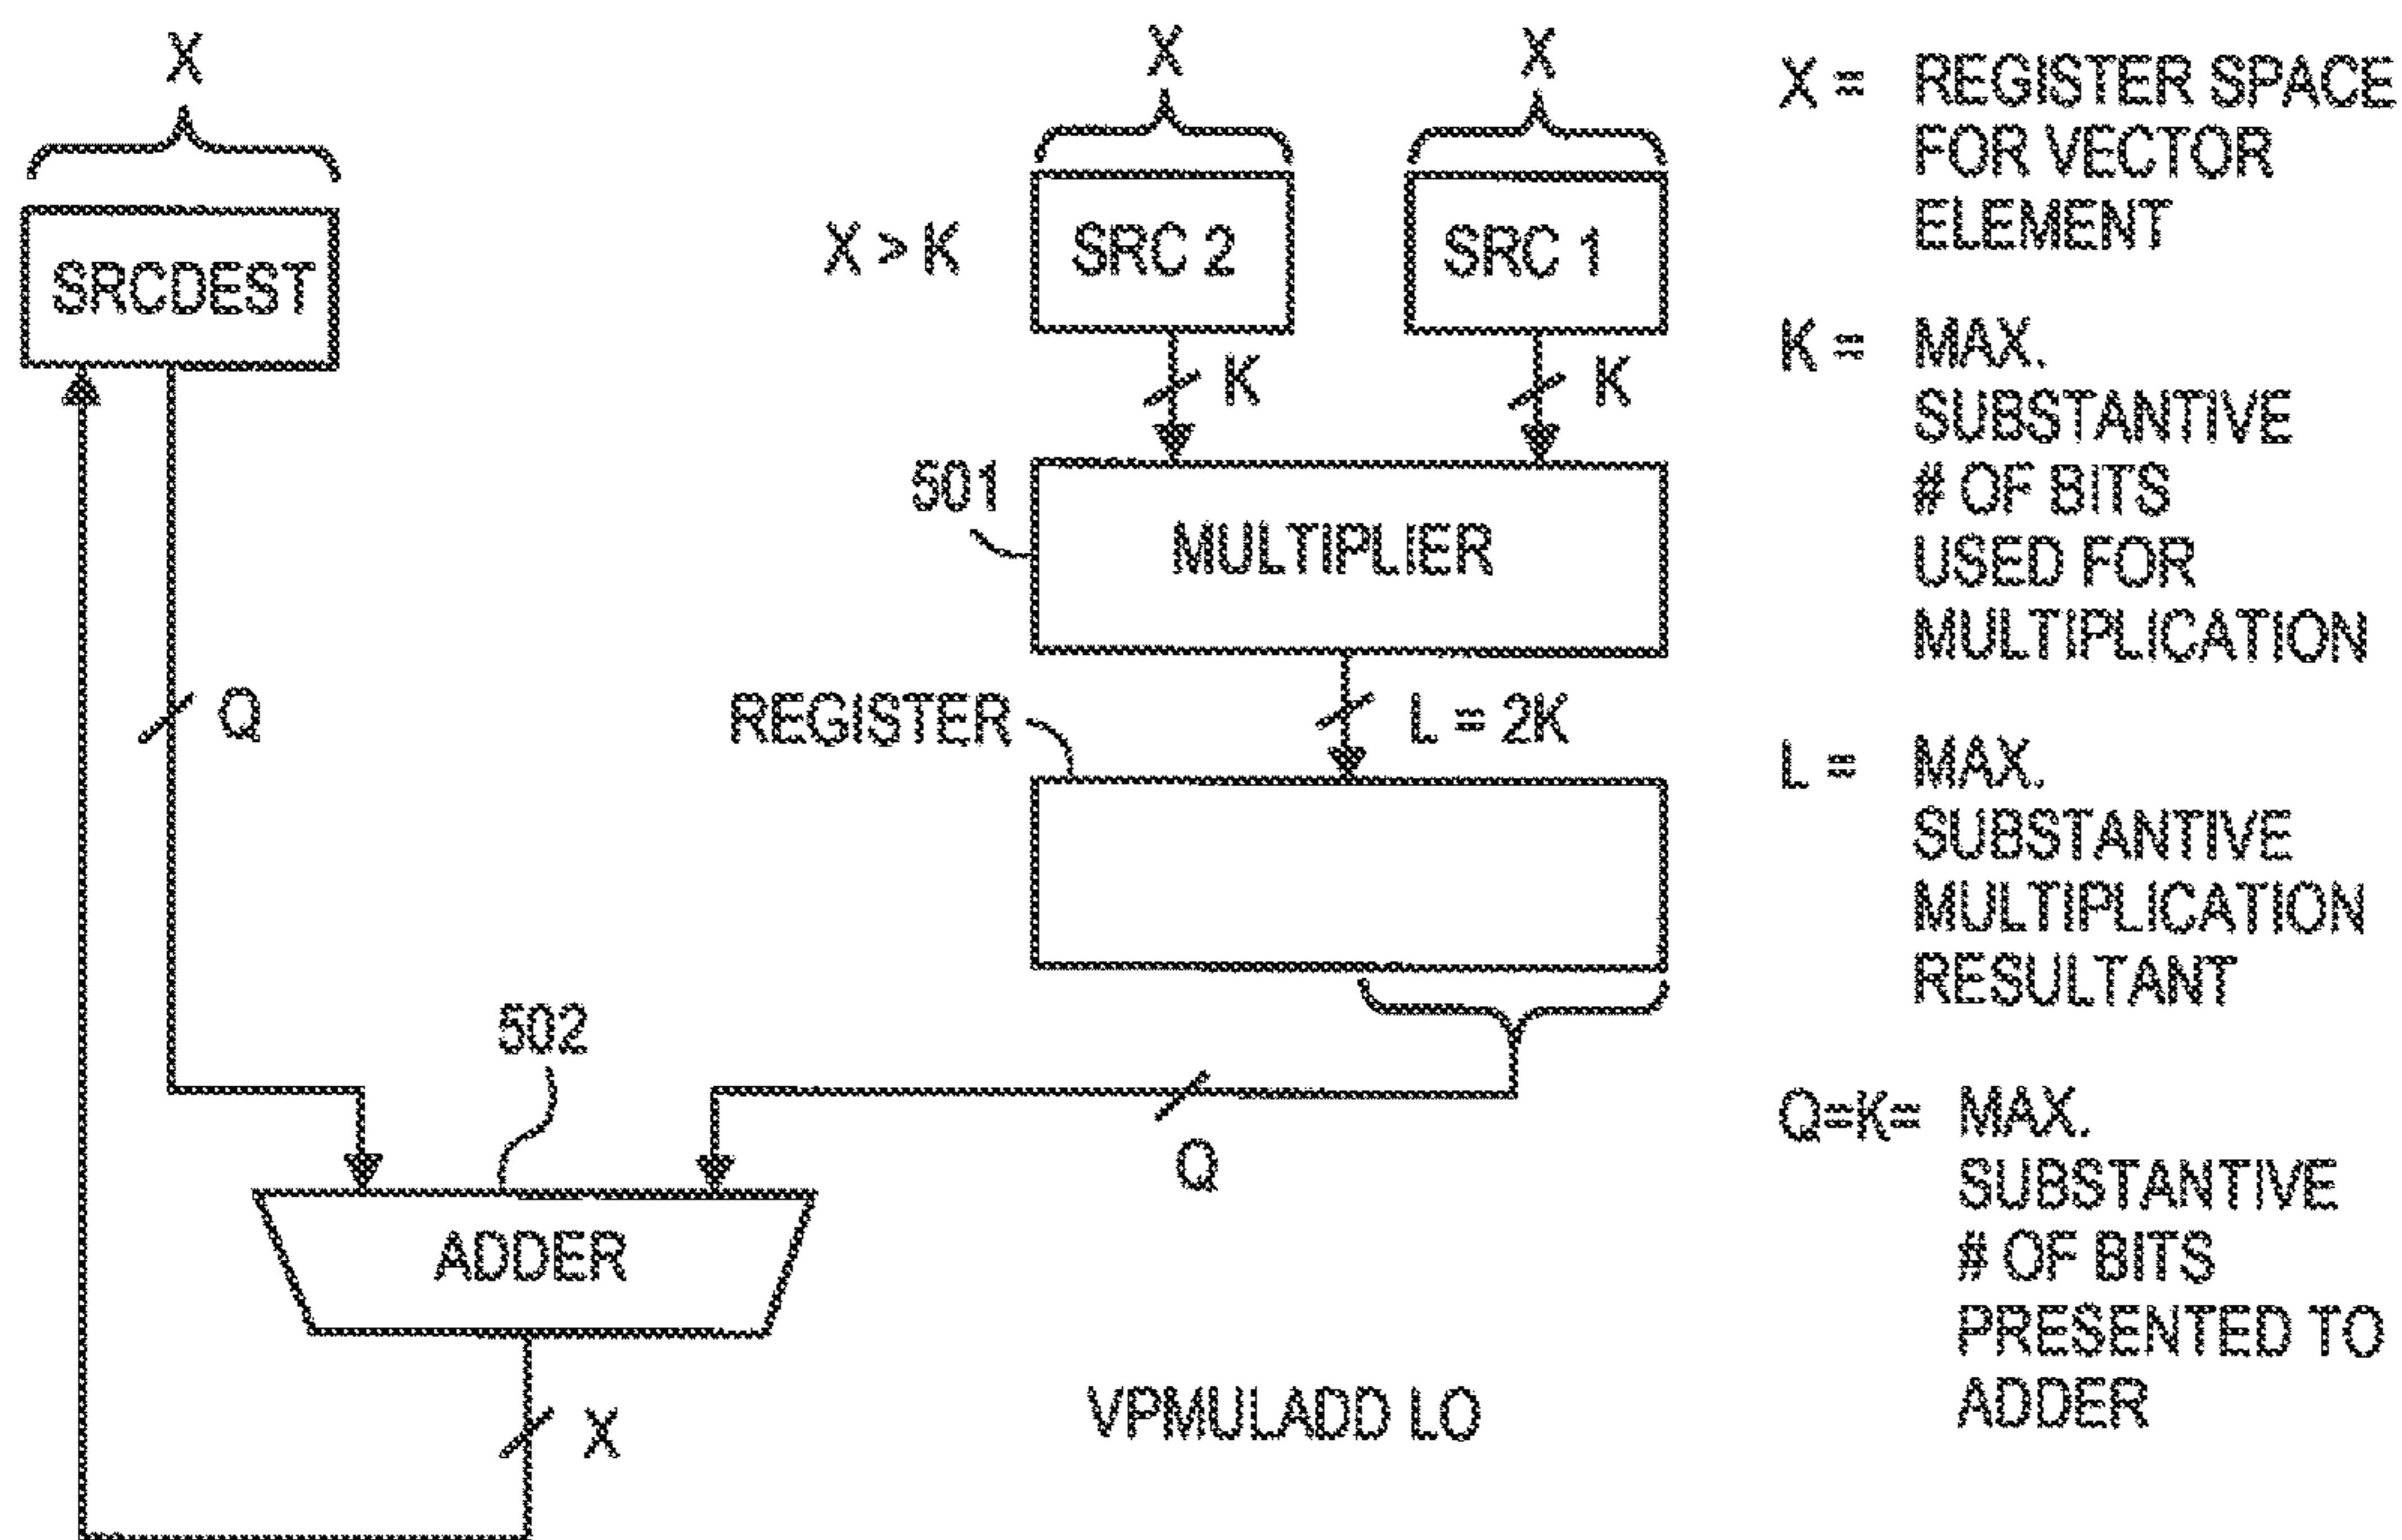 X
X
X
SRCDEST
X > K
SRC 2
SRC 1
K
K
501
MULTIPLIER
Q
REGISTER
L = 2K
502
Q
ADDER
X
VPMULADD LO
X = REGISTER SPACE
FOR VECTOR
ELEMENT
K = MAX.
SUBSTANTIVE
# OF BITS
USED FOR
MULTIPLICATION
L = MAX.
SUBSTANTIVE
MULTIPLICATION
RESULTANT
Q=K= MAX.
SUBSTANTIVE
# OF BITS
PRESENTED TO
ADDER